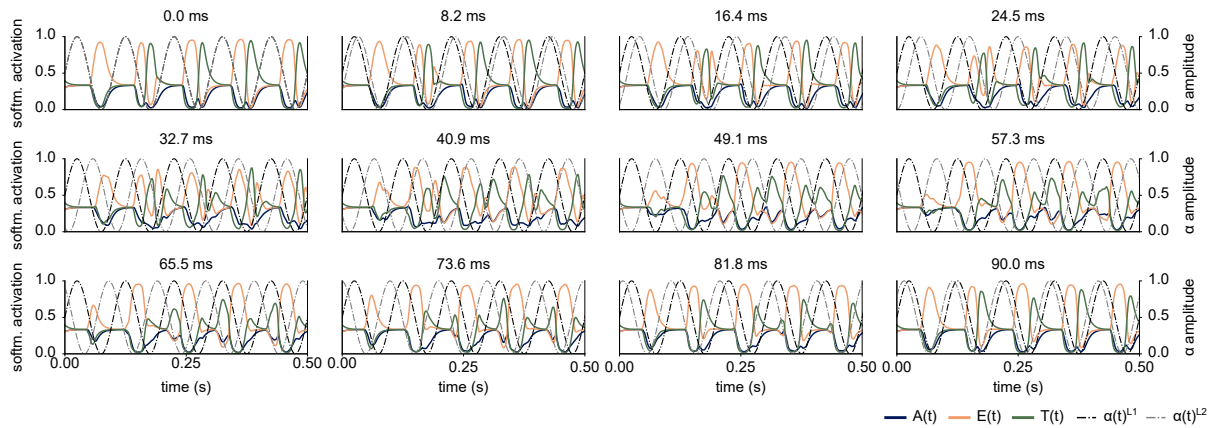 0.0 ms 8.2 ms 16.4 ms 24.5 ms
softm. activation 1.0 0.5 0.0 1.0 0.5 0.0 α amplitude
32.7 ms 40.9 ms 49.1 ms 57.3 ms
softm. activation 1.0 0.5 0.0 1.0 0.5 0.0 α amplitude
65.5 ms 73.6 ms 81.8 ms 90.0 ms
softm. activation 1.0 0.5 0.0 1.0 0.5 0.0 α amplitude
0.00 0.25 0.50 0.00 0.25 0.50 0.00 0.25 0.50 0.00 0.25 0.50
time (s) time (s) time (s) time (s)
A(t) E(t) T(t) α(t)L1 α(t)L2